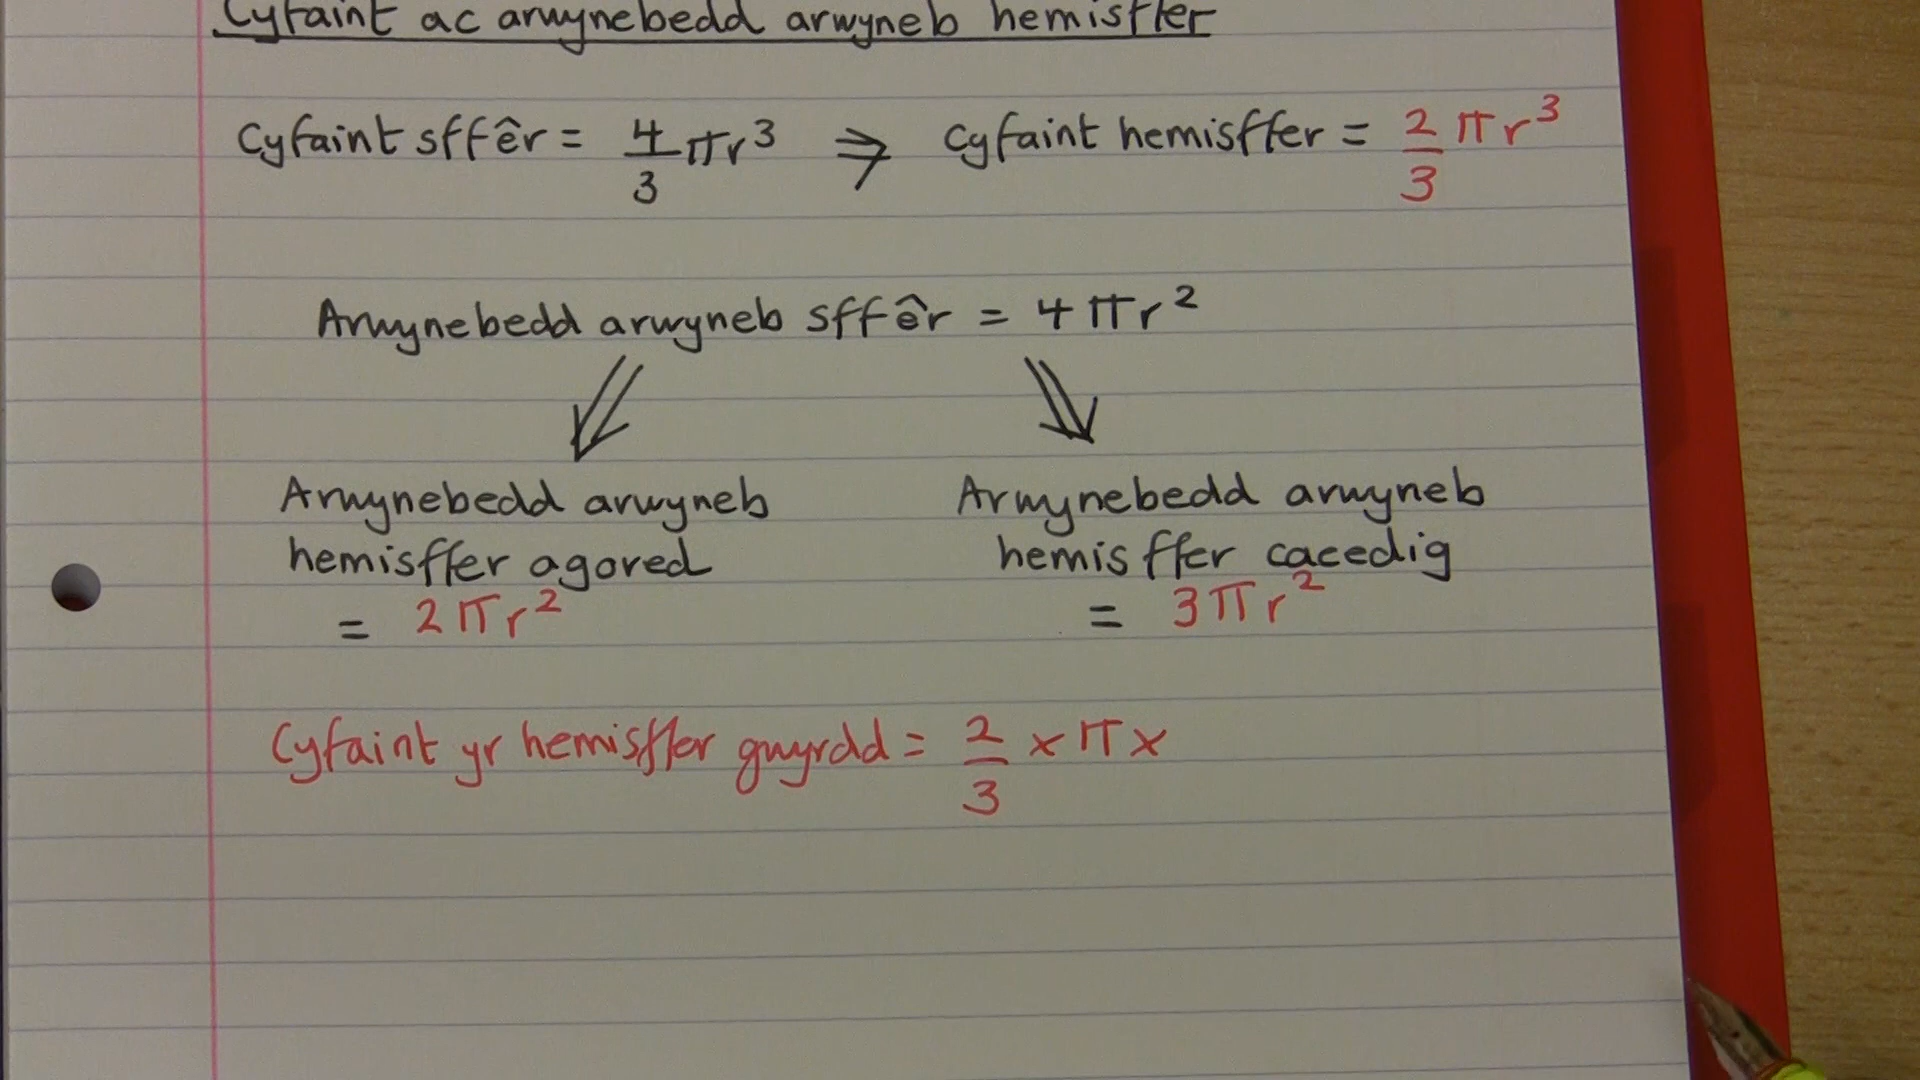 Cyfaint ac arwynebedd arwyneb hemisffer
Cyfaint sffêr = 4/3 πr³ ⇒ Cyfaint hemisffer = 2/3 πr³
Arwynebedd arwyneb sffêr = 4πr²
Arwynebedd arwyneb
hemisffer agored
= 2πr²
Arwynebedd arwyneb
hemisffer caeedig
= 3πr²
Cyfaint yr hemisffer gwyrdd = 2/3 × π ×